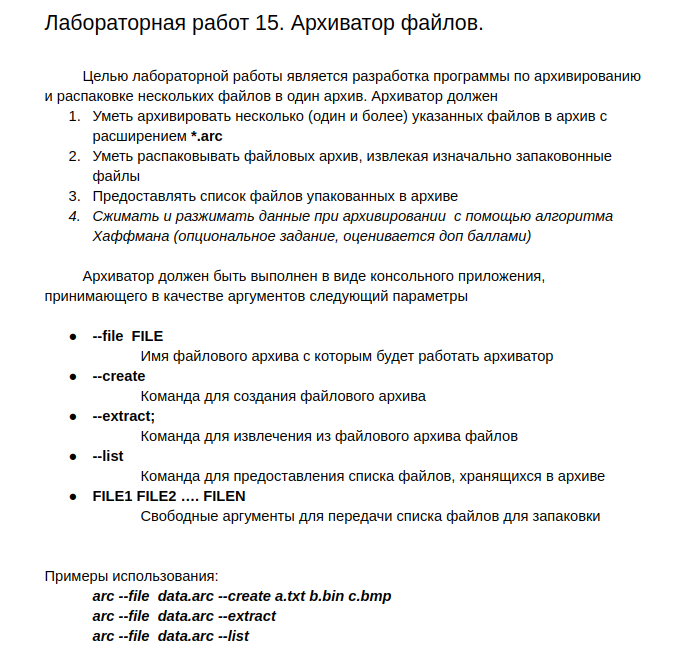 Лабораторная работ 15. Архиватор файлов.
Целью лабораторной работы является разработка программы по архивированию
и распаковке нескольких файлов в один архив. Архиватор должен
1. Уметь архивировать несколько (один и более) указанных файлов в архив с
расширением *.arc
2. Уметь распаковывать файловых архив, извлекая изначально запаковонные
файлы
3. Предоставлять список файлов упакованных в архиве
4. Сжимать и разжимать данные при архивировании с помощью алгоритма
Хаффмана (опциональное задание, оценивается доп баллами)
Архиватор должен быть выполнен в виде консольного приложения,
принимающего в качестве аргументов следующий параметры
● --file FILE
Имя файлового архива с которым будет работать архиватор
● --create
Команда для создания файлового архива
● --extract;
Команда для извлечения из файлового архива файлов
● --list
Команда для предоставления списка файлов, хранящихся в архиве
● FILE1 FILE2 …. FILEN
Свободные аргументы для передачи списка файлов для запаковки
Примеры использования:
arc --file data.arc --create a.txt b.bin c.bmp
arc --file data.arc --extract
arc --file data.arc --list